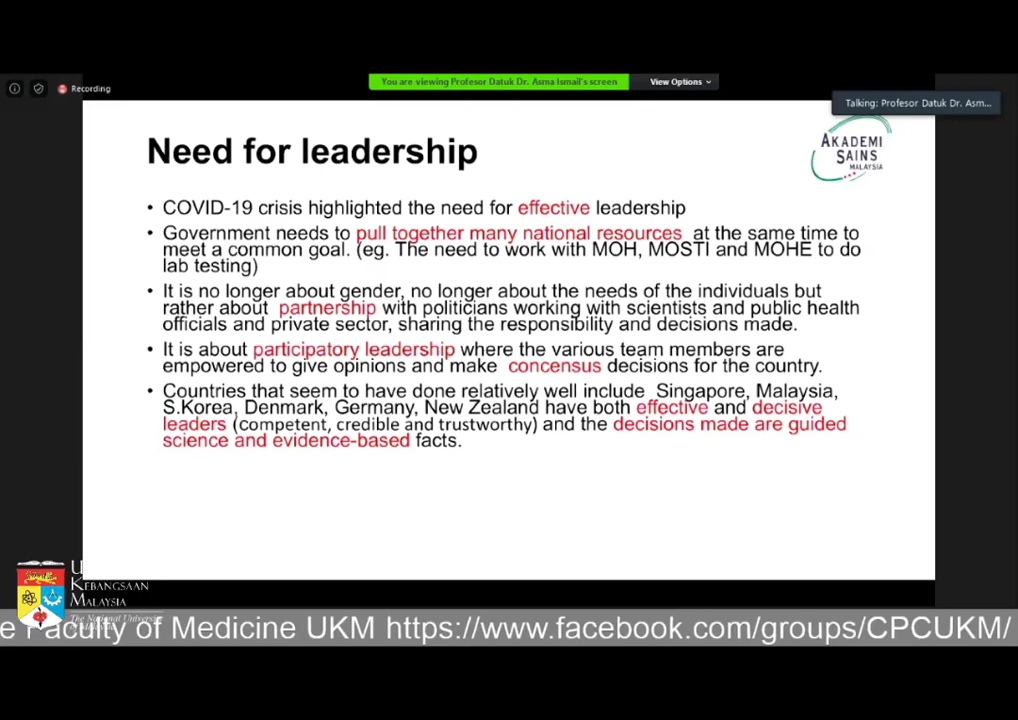 You are viewing Profesor Datuk Dr. Asma Ismail's screen
View Options
Recording
Talking: Profesor Datuk Dr. Asm...
AKADEMI
SAINS
MALAYSIA
Need for leadership
• COVID-19 crisis highlighted the need for effective leadership
• Government needs to pull together many national resources at the same time to
meet a common goal. (eg. The need to work with MOH, MOSTI and MOHE to do
lab testing)
• It is no longer about gender, no longer about the needs of the individuals but
rather about partnership with politicians working with scientists and public health
officials and private sector, sharing the responsibility and decisions made.
• It is about participatory leadership where the various team members are
empowered to give opinions and make concensus decisions for the country.
• Countries that seem to have done relatively well include Singapore, Malaysia,
S.Korea, Denmark, Germany, New Zealand have both effective and decisive
leaders (competent, credible and trustworthy) and the decisions made are guided
science and evidence-based facts.
U
KEBANGSAAN
MALAYSIA
The National Universit
e Faculty of Medicine UKM https://www.facebook.com/groups/CPCUKM/